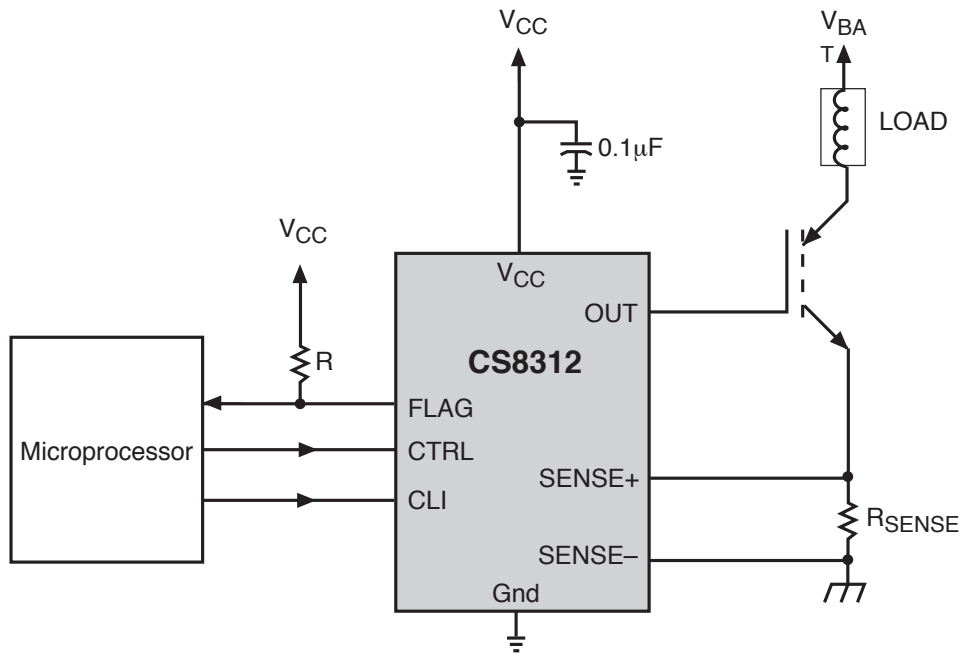 VCC
VBA
T
LOAD
0.1µF
VCC
VCC
OUT
R
CS8312
FLAG
Microprocessor
CTRL
SENSE+
CLI
RSENSE
SENSE–
Gnd